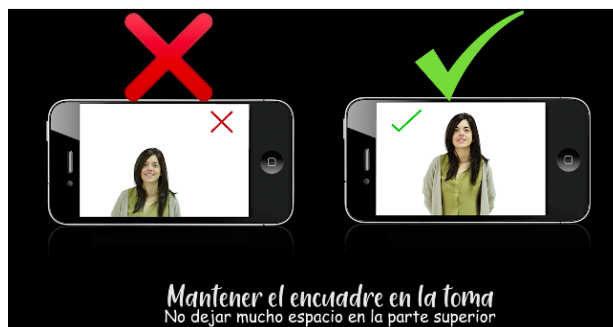 Mantener el encuadre en la toma
No dejar mucho espacio en la parte superior